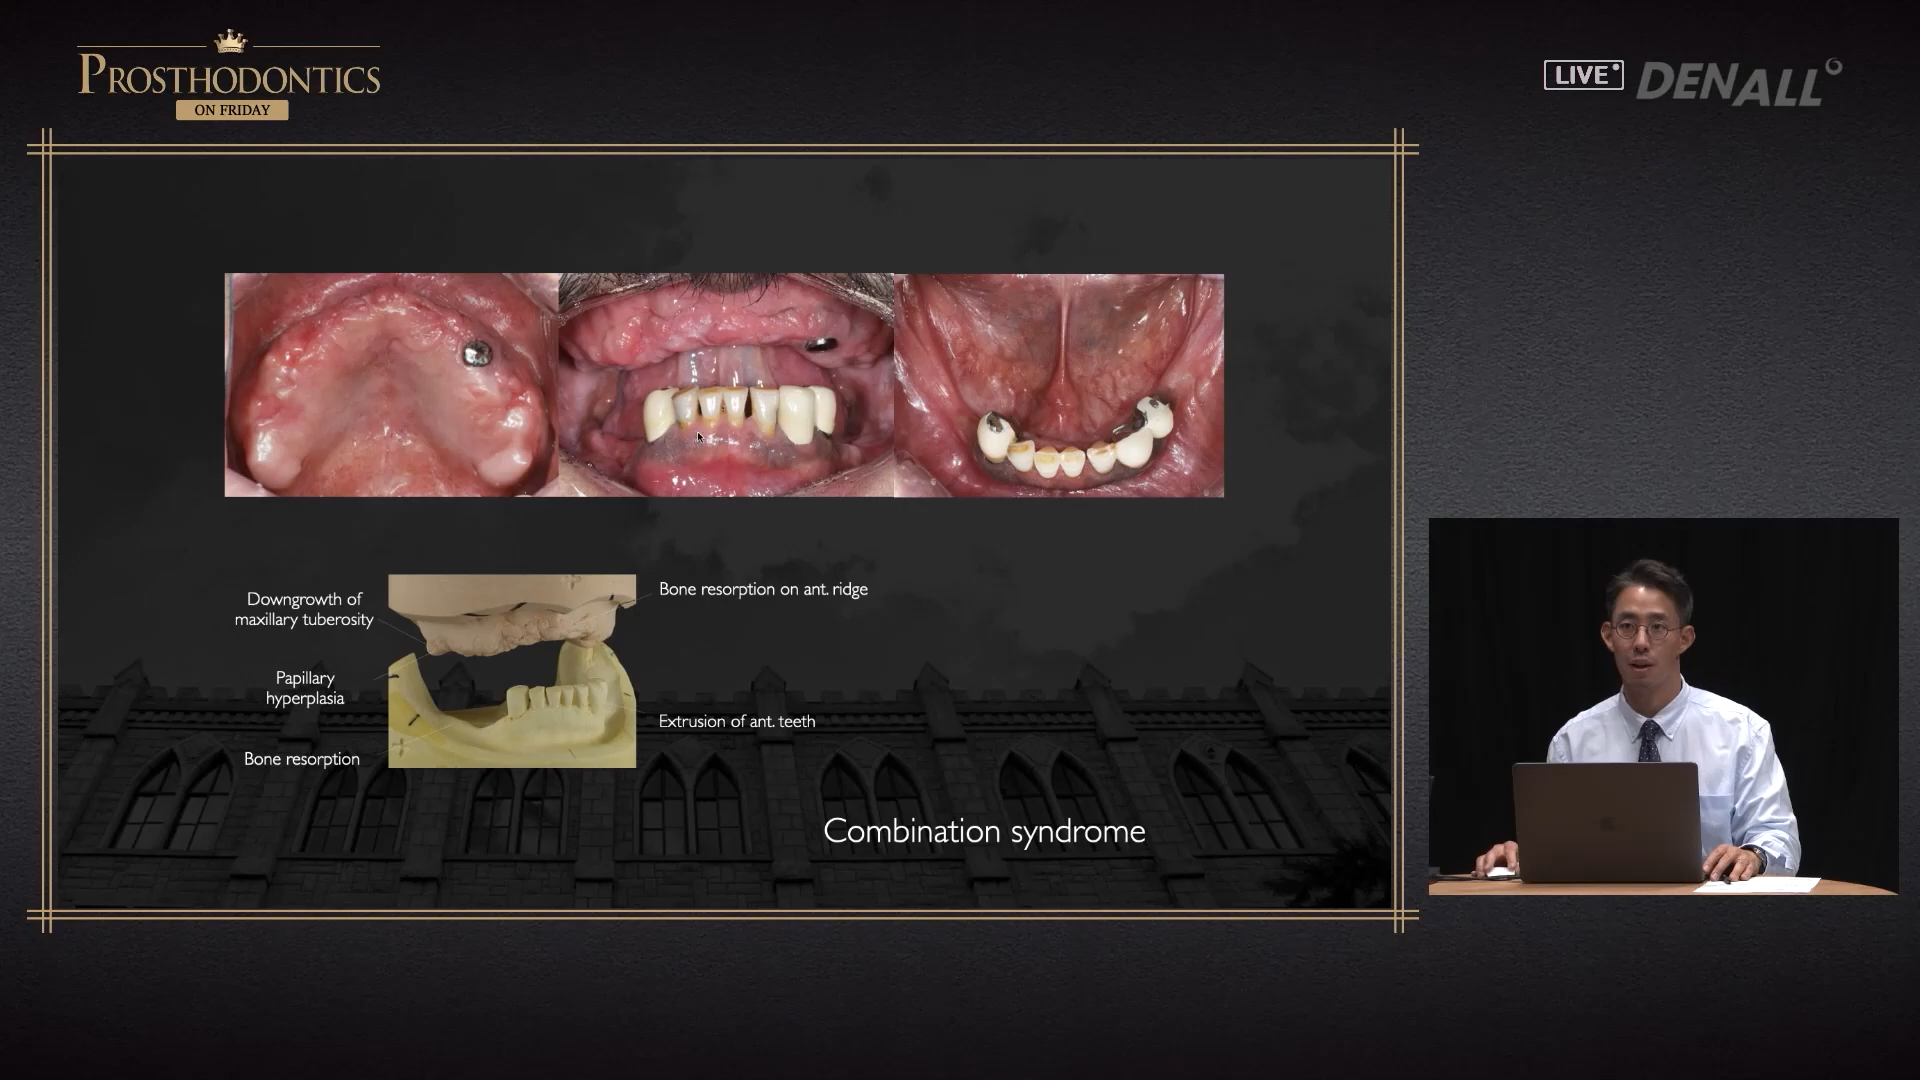 PROSTHODONTICS
ON FRIDAY
LIVE
DENALL
Downgrowth of
maxillary tuberosity
Bone resorption on ant. ridge
Papillary
hyperplasia
Extrusion of ant. teeth
Bone resorption
Combination syndrome